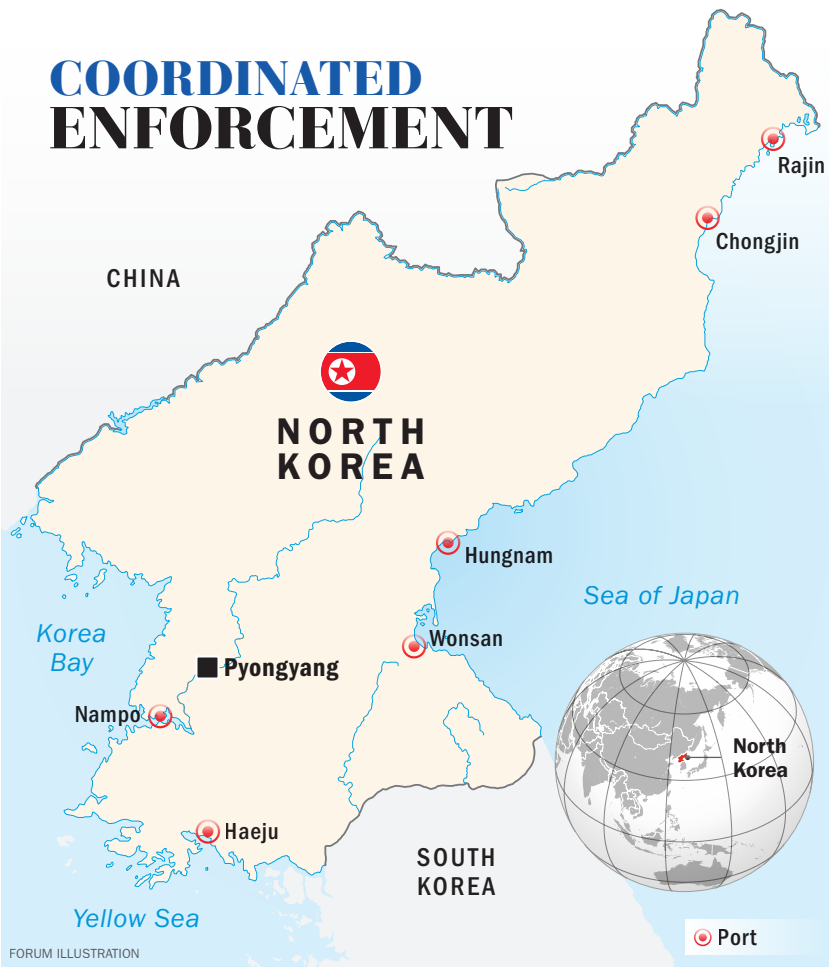 COORDINATED
ENFORCEMENT
Rajin
Chongjin
CHINA
NORTH
KOREA
Hungnam
Sea of Japan
Korea
Bay
Wonsan
Pyongyang
Nampo
North
Korea
Haeju
SOUTH
KOREA
Yellow Sea
Port
FORUM ILLUSTRATION